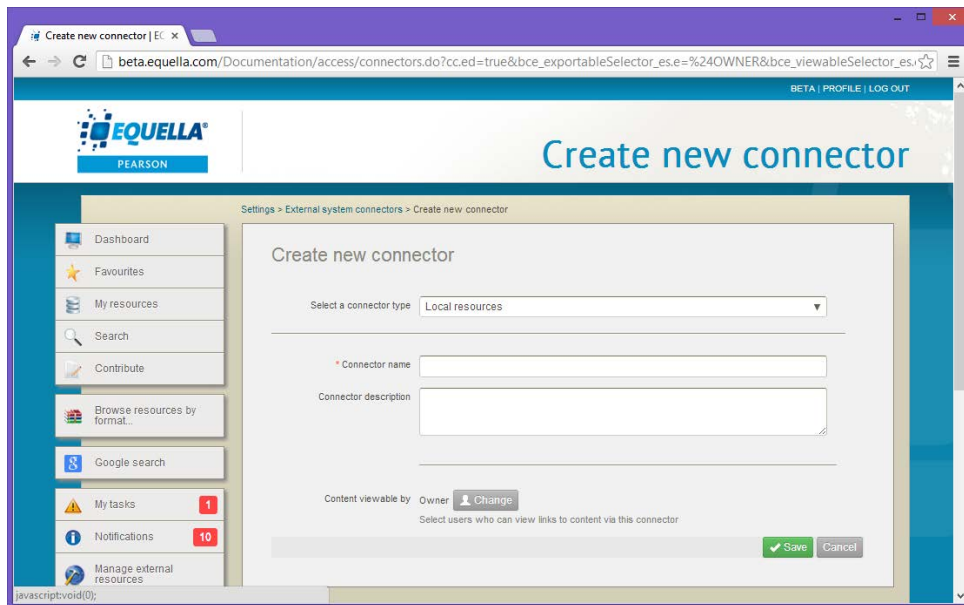 Create new connector | EC
beta.equella.com/Documentation/access/connectors.do?cc.ed=true&bce_exportableSelector_es.e=%24OWNER&bce_viewableSelector_es.
BETA | PROFILE | LOG OUT
EQUELLA®
PEARSON
Create new connector
Settings > External system connectors > Create new connector
Dashboard
Favourites
My resources
Search
Contribute
Browse resources by
format...
Google search
My tasks 1
Notifications 10
Manage external
resources
Create new connector
Select a connector type Local resources
* Connector name
Connector description
Content viewable by Owner Change
Select users who can view links to content via this connector
Save Cancel
javascript:void(0);